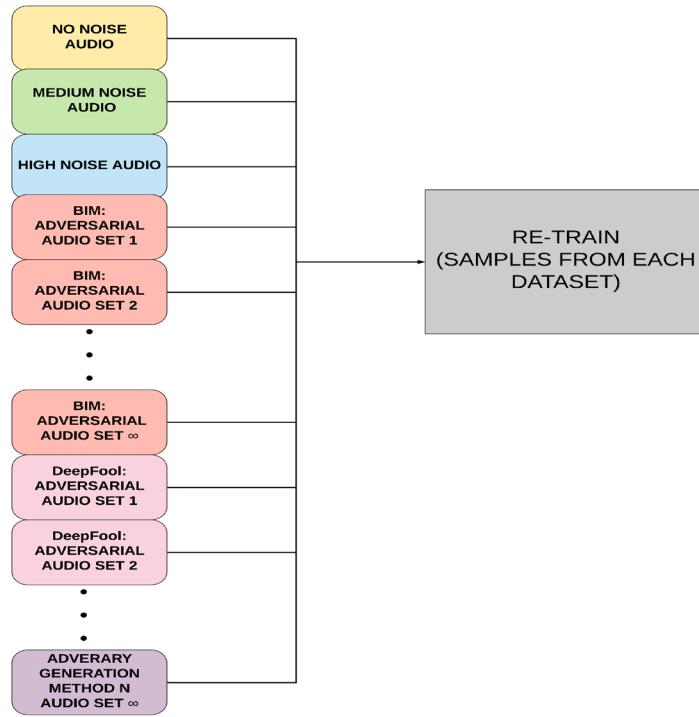 NO NOISE
AUDIO
MEDIUM NOISE
AUDIO
HIGH NOISE AUDIO
BIM:
ADVERSARIAL
AUDIO SET 1
BIM:
ADVERSARIAL
AUDIO SET 2
BIM:
ADVERSARIAL
AUDIO SET ∞
DeepFool:
ADVERSARIAL
AUDIO SET 1
DeepFool:
ADVERSARIAL
AUDIO SET 2
ADVERARY
GENERATION
METHOD N
AUDIO SET ∞
RE-TRAIN
(SAMPLES FROM EACH
DATASET)